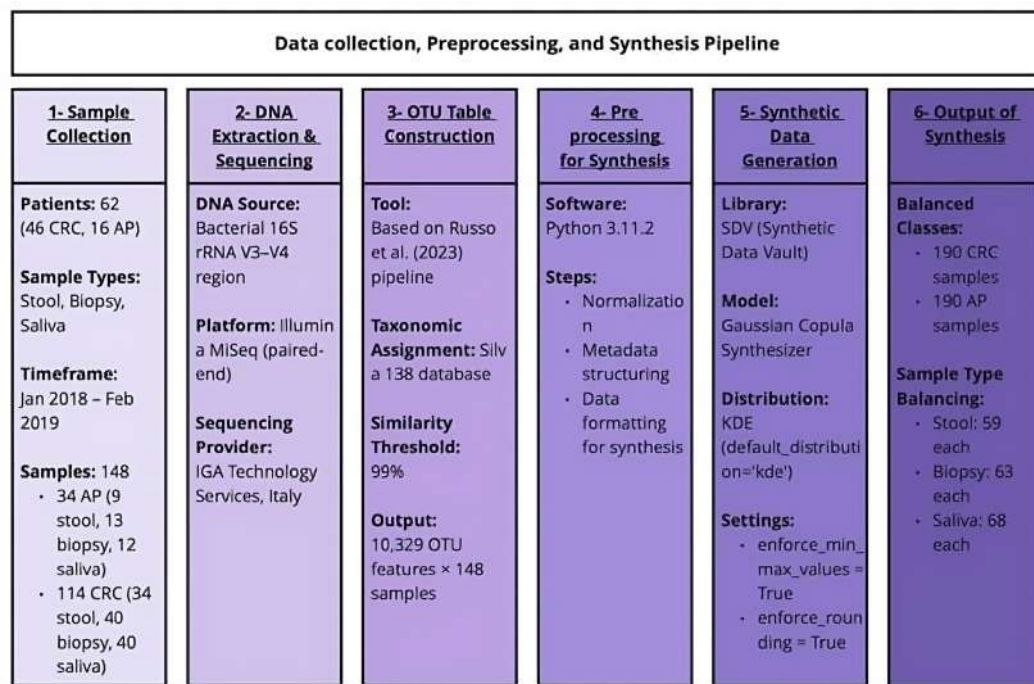 Data collection, Preprocessing, and Synthesis Pipeline
1- Sample
Collection
Patients: 62
(46 CRC, 16 AP)
Sample Types:
Stool, Biopsy,
Saliva
Timeframe:
Jan 2018 – Feb
2019
Samples: 148
• 34 AP (9
stool, 13
biopsy, 12
saliva)
• 114 CRC (34
stool, 40
biopsy, 40
saliva)
2- DNA
Extraction &
Sequencing
DNA Source:
Bacterial 16S
rRNA V3–V4
region
Platform: Illumin
a MiSeq (paired-
end)
Sequencing
Provider:
IGA Technology
Services, Italy
3- OTU Table
Construction
Tool:
Based on Russo
et al. (2023)
pipeline
Taxonomic
Assignment: Silv
a 138 database
Similarity
Threshold:
99%
Output:
10,329 OTU
features × 148
samples
4- Pre
processing
for Synthesis
Software:
Python 3.11.2
Steps:
• Normalizatio
n
• Metadata
structuring
• Data
formatting
for synthesis
5- Synthetic
Data
Generation
Library:
SDV (Synthetic
Data Vault)
Model:
Gaussian Copula
Synthesizer
Distribution:
KDE
(default_distributi
on='kde')
Settings:
• enforce_min_
max_values =
True
• enforce_roun
ding = True
6- Output of
Synthesis
Balanced
Classes:
• 190 CRC
samples
• 190 AP
samples
Sample Type
Balancing:
• Stool: 59
each
• Biopsy: 63
each
• Saliva: 68
each